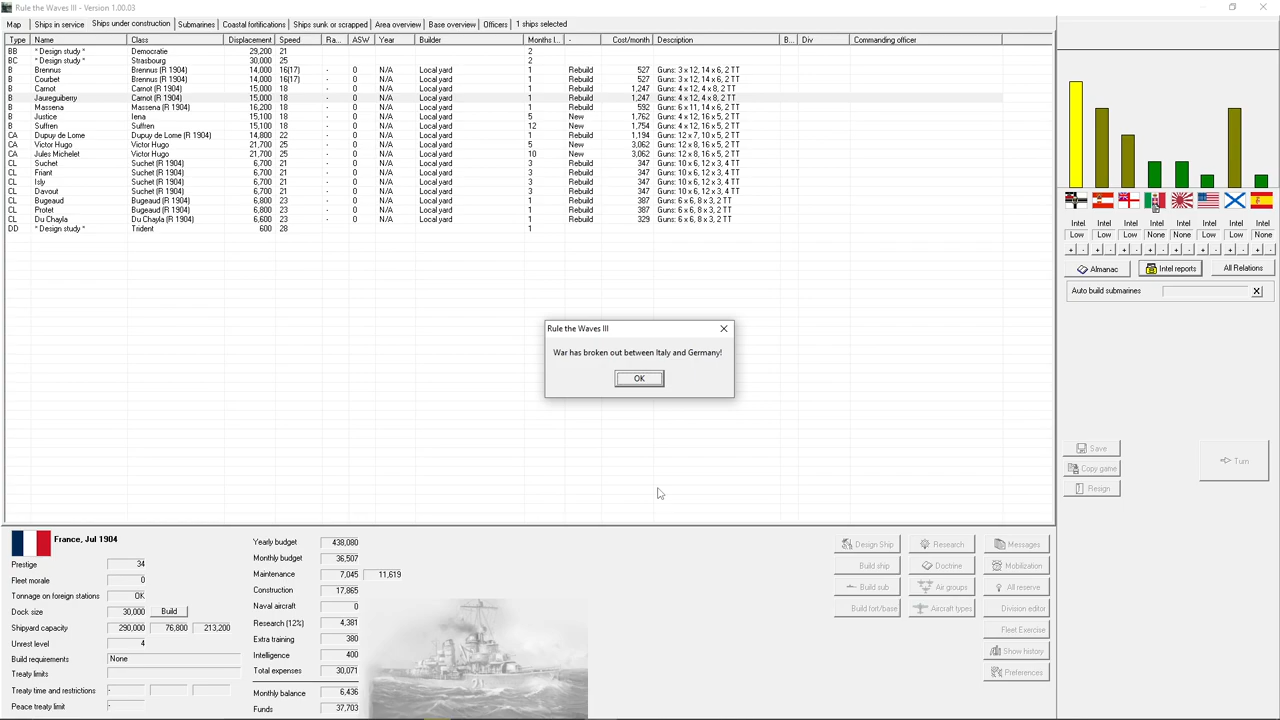 Rule the Waves III - Version 1.00.03
Map Ships in service Ships under construction Submarines Coastal fortifications Ships sunk or scrapped Area overview Base overview Officers 1 ships selected
Type Name Class Displacement Speed Ra... ASW Year Builder Months l... - Cost/month Description B... Div Commanding officer
BB * Design study * Democratie 29,200 21 2
BC * Design study * Strasbourg 30,000 25 2
B Brennus Brennus (R 1904) 14,000 16(17) - 0 N/A Local yard 1 Rebuild 527 Guns: 3 x 12, 14 x 6, 2 TT
B Courbet Brennus (R 1904) 14,000 16(17) - 0 N/A Local yard 1 Rebuild 527 Guns: 3 x 12, 14 x 6, 2 TT
B Carnot Carnot (R 1904) 15,000 18 - 0 N/A Local yard 1 Rebuild 1,247 Guns: 4 x 12, 4 x 8, 2 TT
B Jaureguiberry Carnot (R 1904) 15,000 18 - 0 N/A Local yard 1 Rebuild 1,247 Guns: 4 x 12, 4 x 8, 2 TT
B Massena Massena (R 1904) 16,200 18 - 0 N/A Local yard 1 Rebuild 592 Guns: 6 x 11, 14 x 6, 2 TT
B Justice Iena 15,100 18 - 0 N/A Local yard 5 New 1,762 Guns: 4 x 12, 16 x 5, 2 TT
B Suffren Suffren 15,100 18 - 0 N/A Local yard 12 New 1,754 Guns: 4 x 12, 16 x 5, 2 TT
CA Dupuy de Lome Dupuy de Lome (R 1904) 14,800 22 - 0 N/A Local yard 1 Rebuild 1,194 Guns: 12 x 7, 10 x 5, 2 TT
CA Victor Hugo Victor Hugo 21,700 25 - 0 N/A Local yard 5 New 3,062 Guns: 12 x 8, 16 x 5, 2 TT
CA Jules Michelet Victor Hugo 21,700 25 - 0 N/A Local yard 10 New 3,062 Guns: 12 x 8, 16 x 5, 2 TT
CL Suchet Suchet (R 1904) 6,700 21 - 0 N/A Local yard 3 Rebuild 347 Guns: 10 x 6, 12 x 3, 4 TT
CL Friant Suchet (R 1904) 6,700 21 - 0 N/A Local yard 3 Rebuild 347 Guns: 10 x 6, 12 x 3, 4 TT
CL Isly Suchet (R 1904) 6,700 21 - 0 N/A Local yard 3 Rebuild 347 Guns: 10 x 6, 12 x 3, 4 TT
CL Davout Suchet (R 1904) 6,700 21 - 0 N/A Local yard 3 Rebuild 347 Guns: 10 x 6, 12 x 3, 4 TT
CL Bugeaud Bugeaud (R 1904) 6,800 23 - 0 N/A Local yard 1 Rebuild 387 Guns: 6 x 6, 8 x 3, 2 TT
CL Protet Bugeaud (R 1904) 6,800 23 - 0 N/A Local yard 1 Rebuild 387 Guns: 6 x 6, 8 x 3, 2 TT
CL Du Chayla Du Chayla (R 1904) 6,700 23 - 0 N/A Local yard 1 Rebuild 329 Guns: 6 x 6, 8 x 3, 2 TT
DD * Design study * Trident 600 28 1
Intel Intel Intel Intel Intel Intel Intel Intel
Low Low Low None None Low Low None
+ - + - + - + - + - + - + - + -
Almanac Intel reports All Relations
Auto build submarines X
Rule the Waves III
War has broken out between Italy and Germany!
OK
Save
Copy game
Resign
Turn
France, Jul 1904
Prestige 34
Fleet morale 0
Tonnage on foreign stations OK
Dock size 30,000 Build
Shipyard capacity 290,000 76,800 213,200
Unrest level 4
Build requirements None
Treaty limits
Treaty time and restrictions -
Peace treaty limit -
Yearly budget 438,080
Monthly budget 36,507
Maintenance 7,045 11,619
Construction 17,865
Naval aircraft 0
Research (12%) 4,381
Extra training 380
Intelligence 400
Total expenses 30,071
Monthly balance 6,436
Funds 37,703
21
Design Ship Research Messages
Build ship Doctrine Mobilization
Build sub Air groups All reserve
Build fort/base Aircraft types Division editor
Fleet Exercise
Show history
Preferences